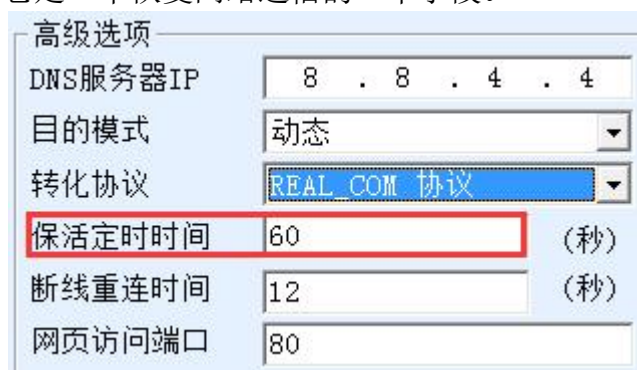 高级选项
DNS服务器IP 8 . 8 . 4 . 4
目的模式 动态
转化协议 REAL_COM 协议
保活定时时间 60 (秒)
断线重连时间 12 (秒)
网页访问端口 80